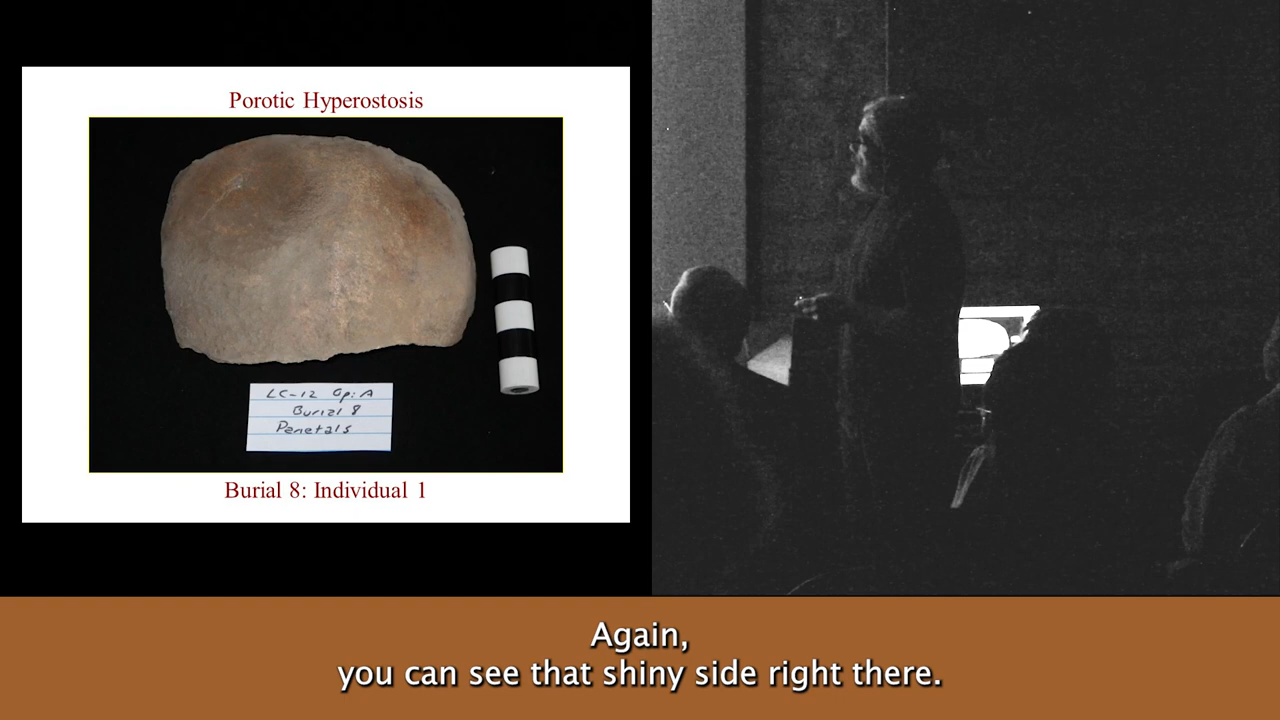 Porotic Hyperostosis
LC-12 Op: A
Burial 8
Parietals
Burial 8: Individual 1
Again,
you can see that shiny side right there.